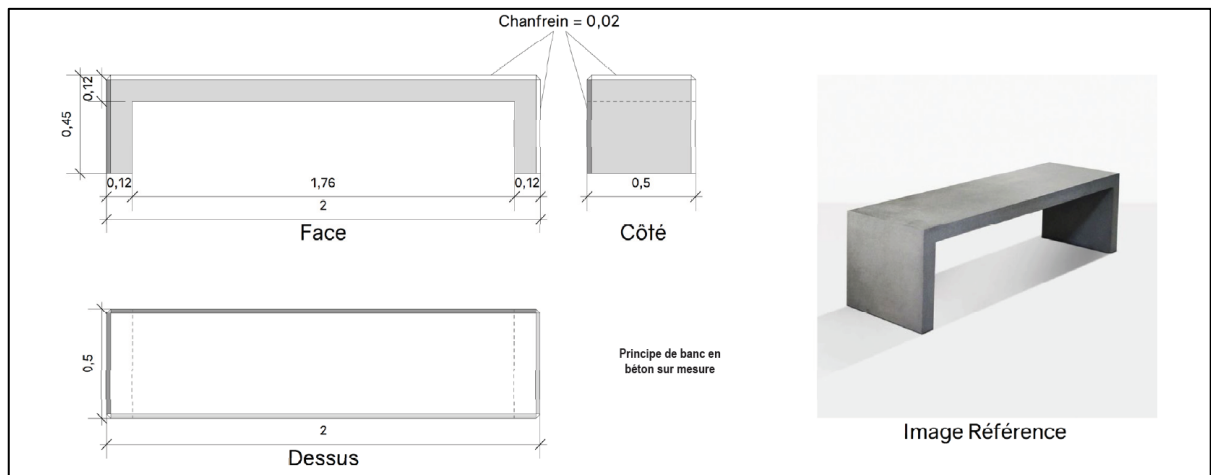 Chanfrein = 0,02
0,12
0,45
0,12
1,76
0,12
2
Face
0,5
Côté
0,5
2
Dessus
Principe de banc en
béton sur mesure
Image Référence